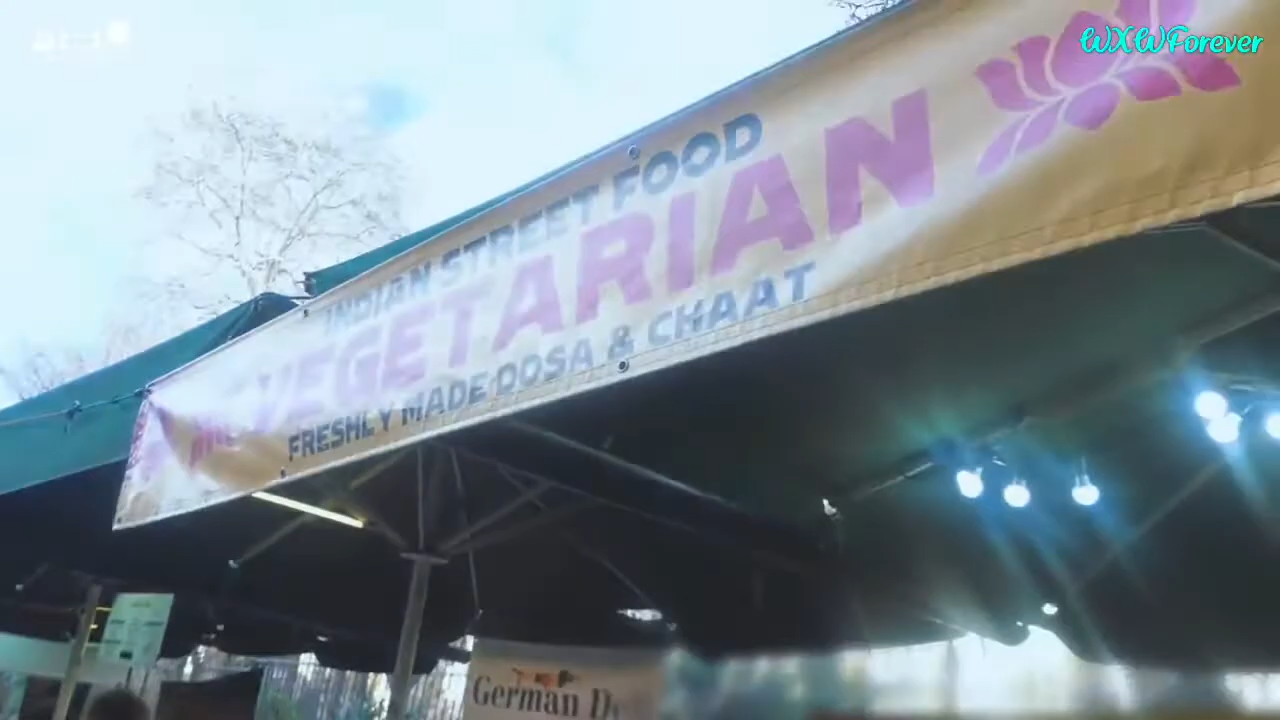 WXWForever
INDIAN STREET FOOD
VEGETARIAN
FRESHLY MADE DOSA & CHAAT
German